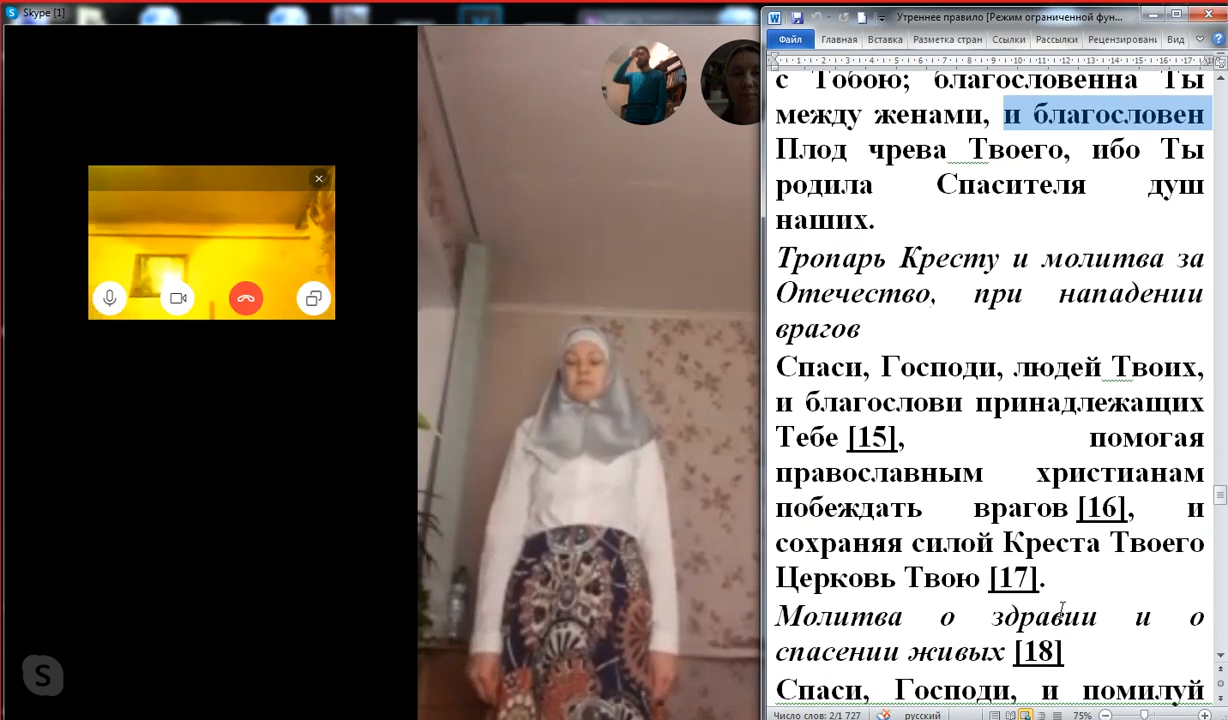 Skype [1]
Утреннее правило [Режим ограниченной фун...
Файл Главная Вставка Разметка стран Ссылки Рассылки Рецензировани Вид
с Тобою; благословенна Ты
между женами, и благословен
Плод чрева Твоего, ибо Ты
родила Спасителя душ
наших.
Тропарь Кресту и молитва за
Отечество, при нападении
врагов
Спаси, Господи, людей Твоих,
и благослови принадлежащих
Тебе [15], помогая
православным христианам
побеждать врагов [16], и
сохраняя силой Креста Твоего
Церковь Твою [17].
Молитва о здравии и о
спасении живых [18]
Спаси, Господи, и помилуй
Число слов: 2/1 727 русский 75%